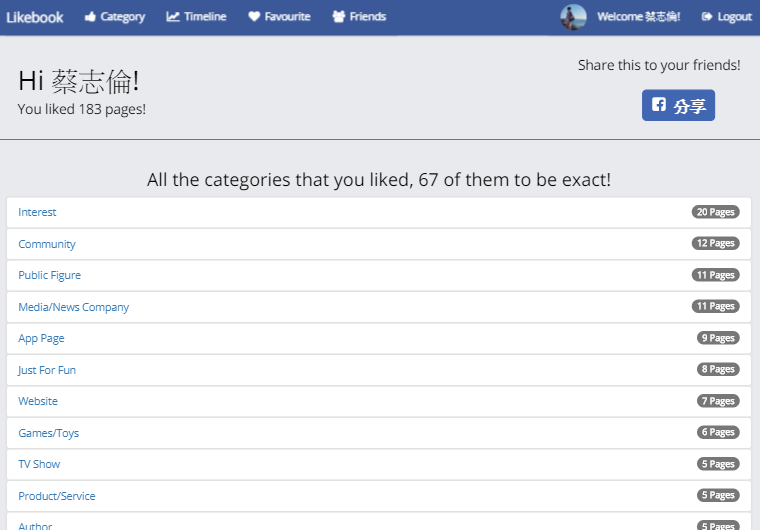 Likebook Category Timeline Favourite Friends Welcome 蔡志倫! Logout
Hi 蔡志倫!
You liked 183 pages!
Share this to your friends!
分享
All the categories that you liked, 67 of them to be exact!
Interest 20 Pages
Community 12 Pages
Public Figure 11 Pages
Media/News Company 11 Pages
App Page 9 Pages
Just For Fun 8 Pages
Website 7 Pages
Games/Toys 6 Pages
TV Show 5 Pages
Product/Service 5 Pages
Author 5 Pages